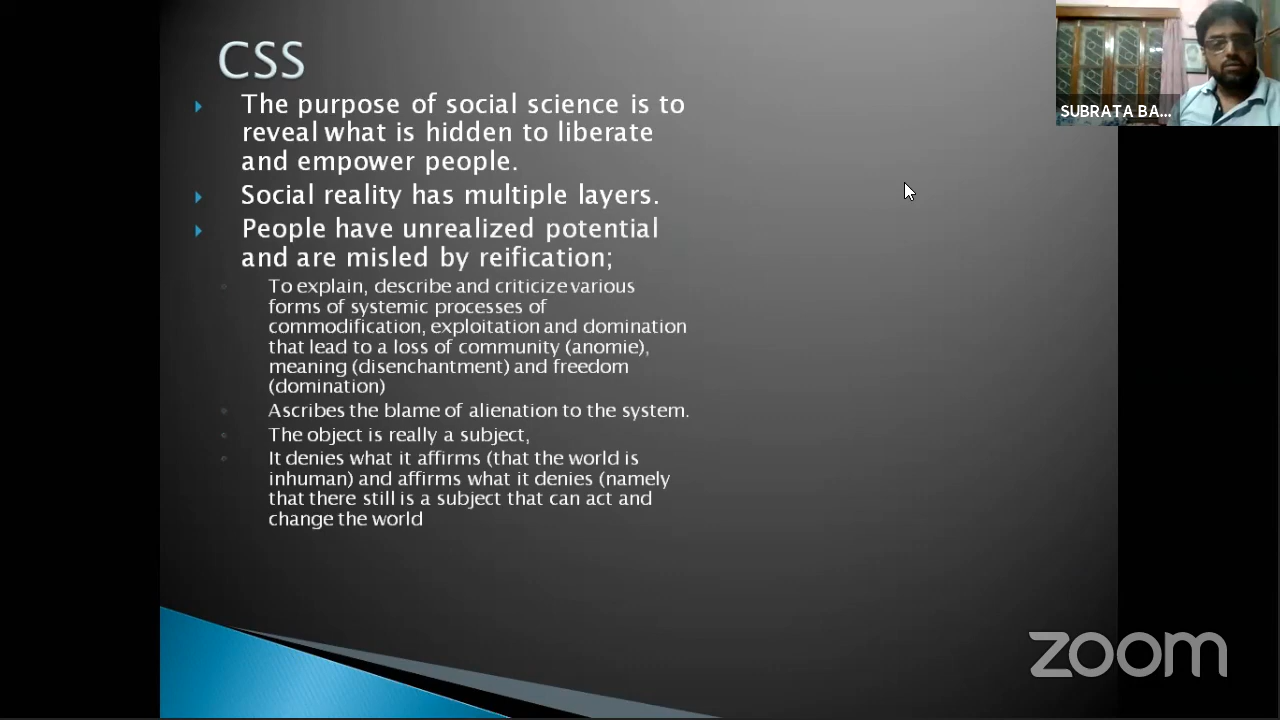 CSS
The purpose of social science is to
reveal what is hidden to liberate
and empower people.
Social reality has multiple layers.
People have unrealized potential
and are misled by reification;
To explain, describe and criticize various
forms of systemic processes of
commodification, exploitation and domination
that lead to a loss of community (anomie),
meaning (disenchantment) and freedom
(domination)
Ascribes the blame of alienation to the system.
The object is really a subject,
It denies what it affirms (that the world is
inhuman) and affirms what it denies (namely
that there still is a subject that can act and
change the world
SUBRATA BA...
zoom